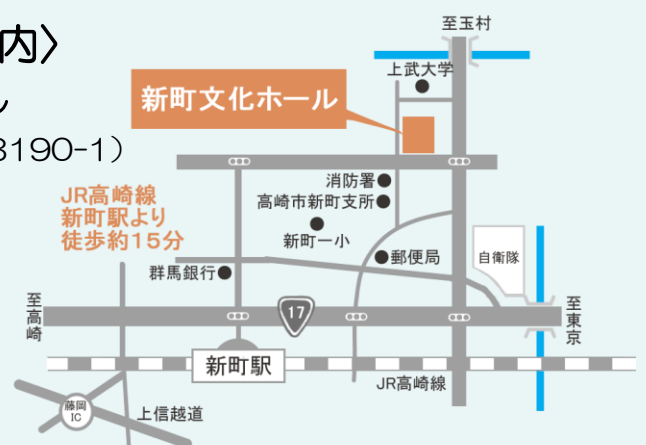 内〉
3190-1）
至玉村
上武大学
新町文化ホール
消防署
高崎市新町支所
新町一小
JR高崎線
新町駅より
徒歩約15分
郵便局
自衛隊
群馬銀行
至高崎
17
至東京
新町駅
JR高崎線
藤岡
IC
上信越道